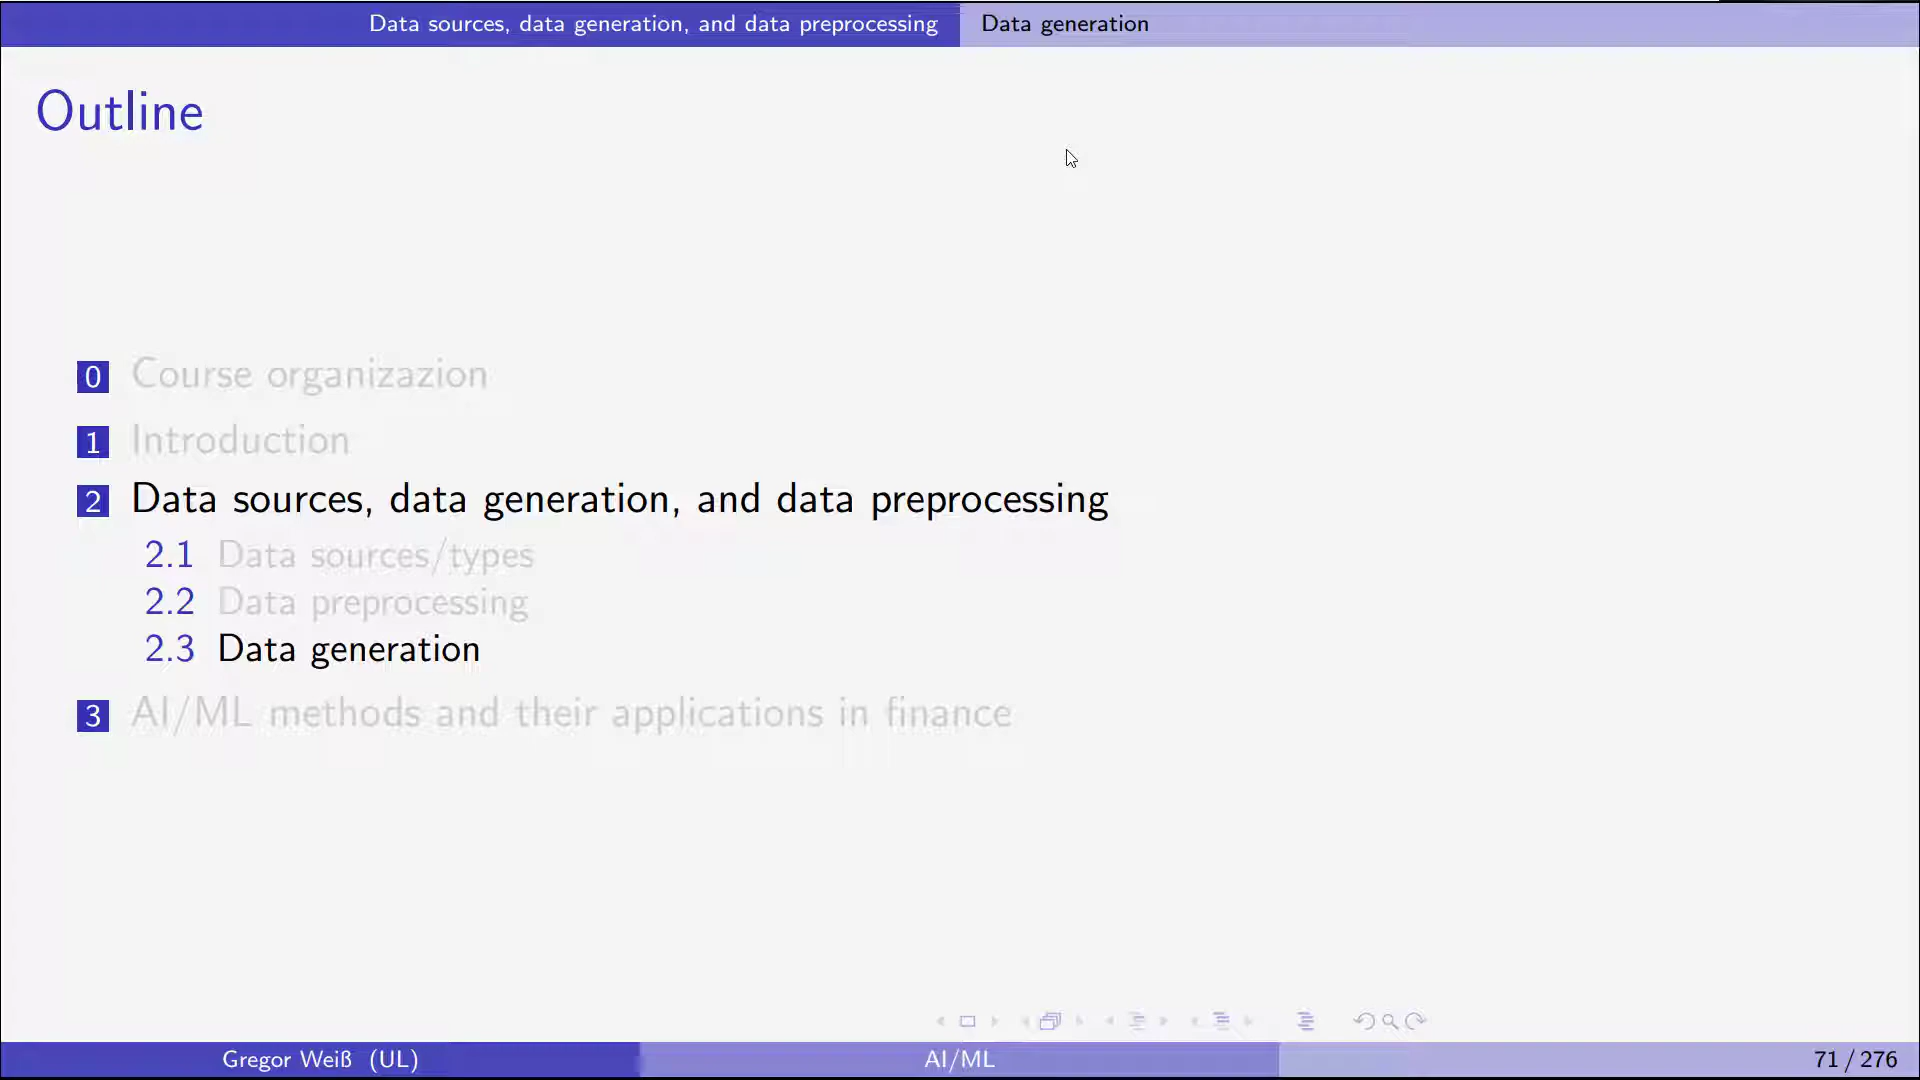 Data sources, data generation, and data preprocessing Data generation
Outline
0 Course organizazion
1 Introduction
2 Data sources, data generation, and data preprocessing
2.1 Data sources/types
2.2 Data preprocessing
2.3 Data generation
3 AI/ML methods and their applications in finance
Gregor Weiß (UL) AI/ML 71 / 276